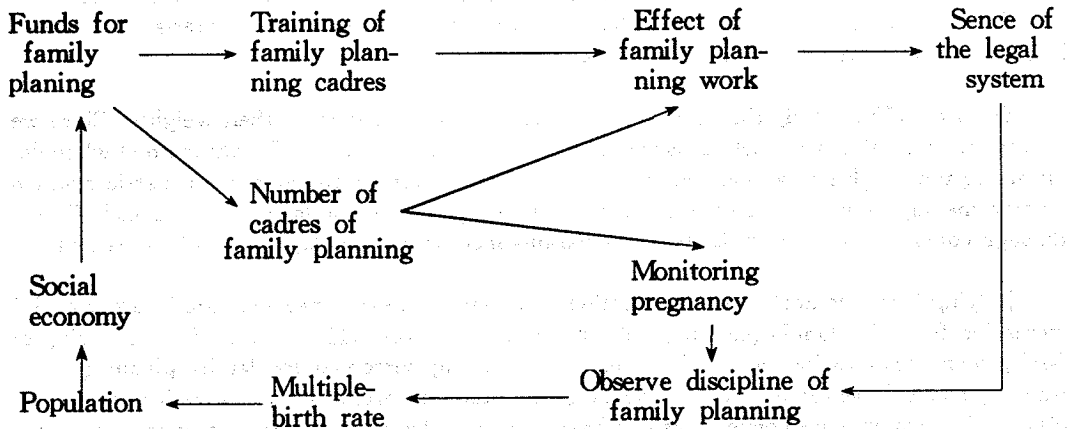 Funds for
family
planing
Training of
family plan-
ning cadres
Effect of
family plan-
ning work
Sence of
the legal
system
Number of
cadres of
family planning
Monitoring
pregnancy
Social
economy
Observe discipline of
family planning
Multiple-
birth rate
Population